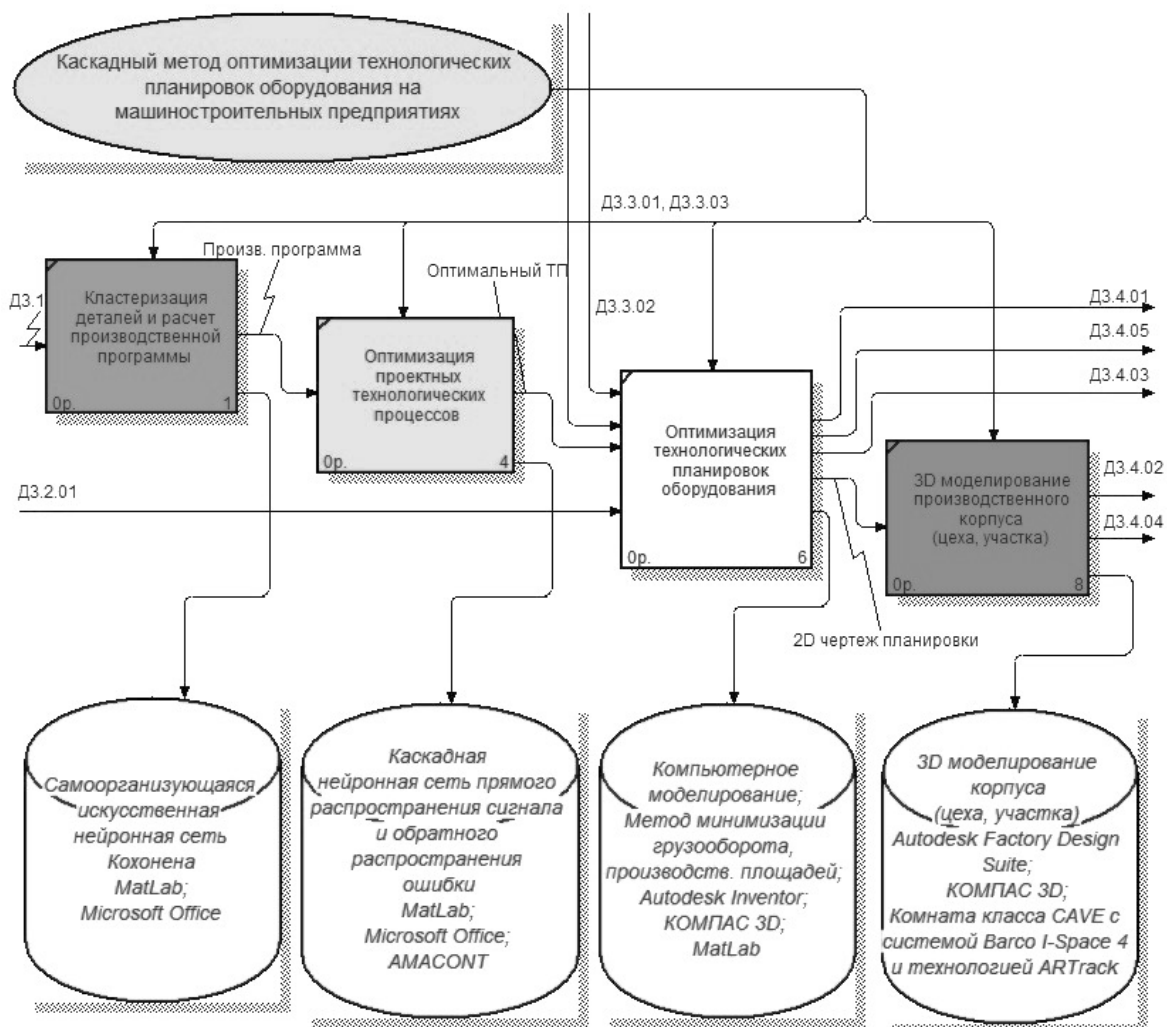 Каскадный метод оптимизации технологических
планировок оборудования на
машиностроительных предприятиях
Д3.3.01, Д3.3.03
Произв. программа
Оптимальный ТП
Д3.3.02
Д3.1
Кластеризация
деталей и расчет
производственной
программы
0р.
1
Оптимизация
проектных
технологических
процессов
0р.
4
Д3.2.01
Оптимизация
технологических
планировок
оборудования
0р.
6
Д3.4.01
Д3.4.05
Д3.4.03
3D моделирование
производственного
корпуса
(цеха, участка)
0р.
8
Д3.4.02
Д3.4.04
2D чертеж планировки
Самоорганизующаяся
искусственная
нейронная сеть
Кохонена
MatLab;
Microsoft Office
Каскадная
нейронная сеть прямого
распространения сигнала
и обратного
распространения
ошибки
MatLab;
Microsoft Office;
AMACONT
Компьютерное
моделирование;
Метод минимизации
грузооборота,
производств. площадей;
Autodesk Inventor;
КОМПАС 3D;
MatLab
3D моделирование
корпуса
(цеха, участка)
Autodesk Factory Design
Suite;
КОМПАС 3D;
Комната класса CAVE с
системой Barco I-Space 4
и технологией ARTrack